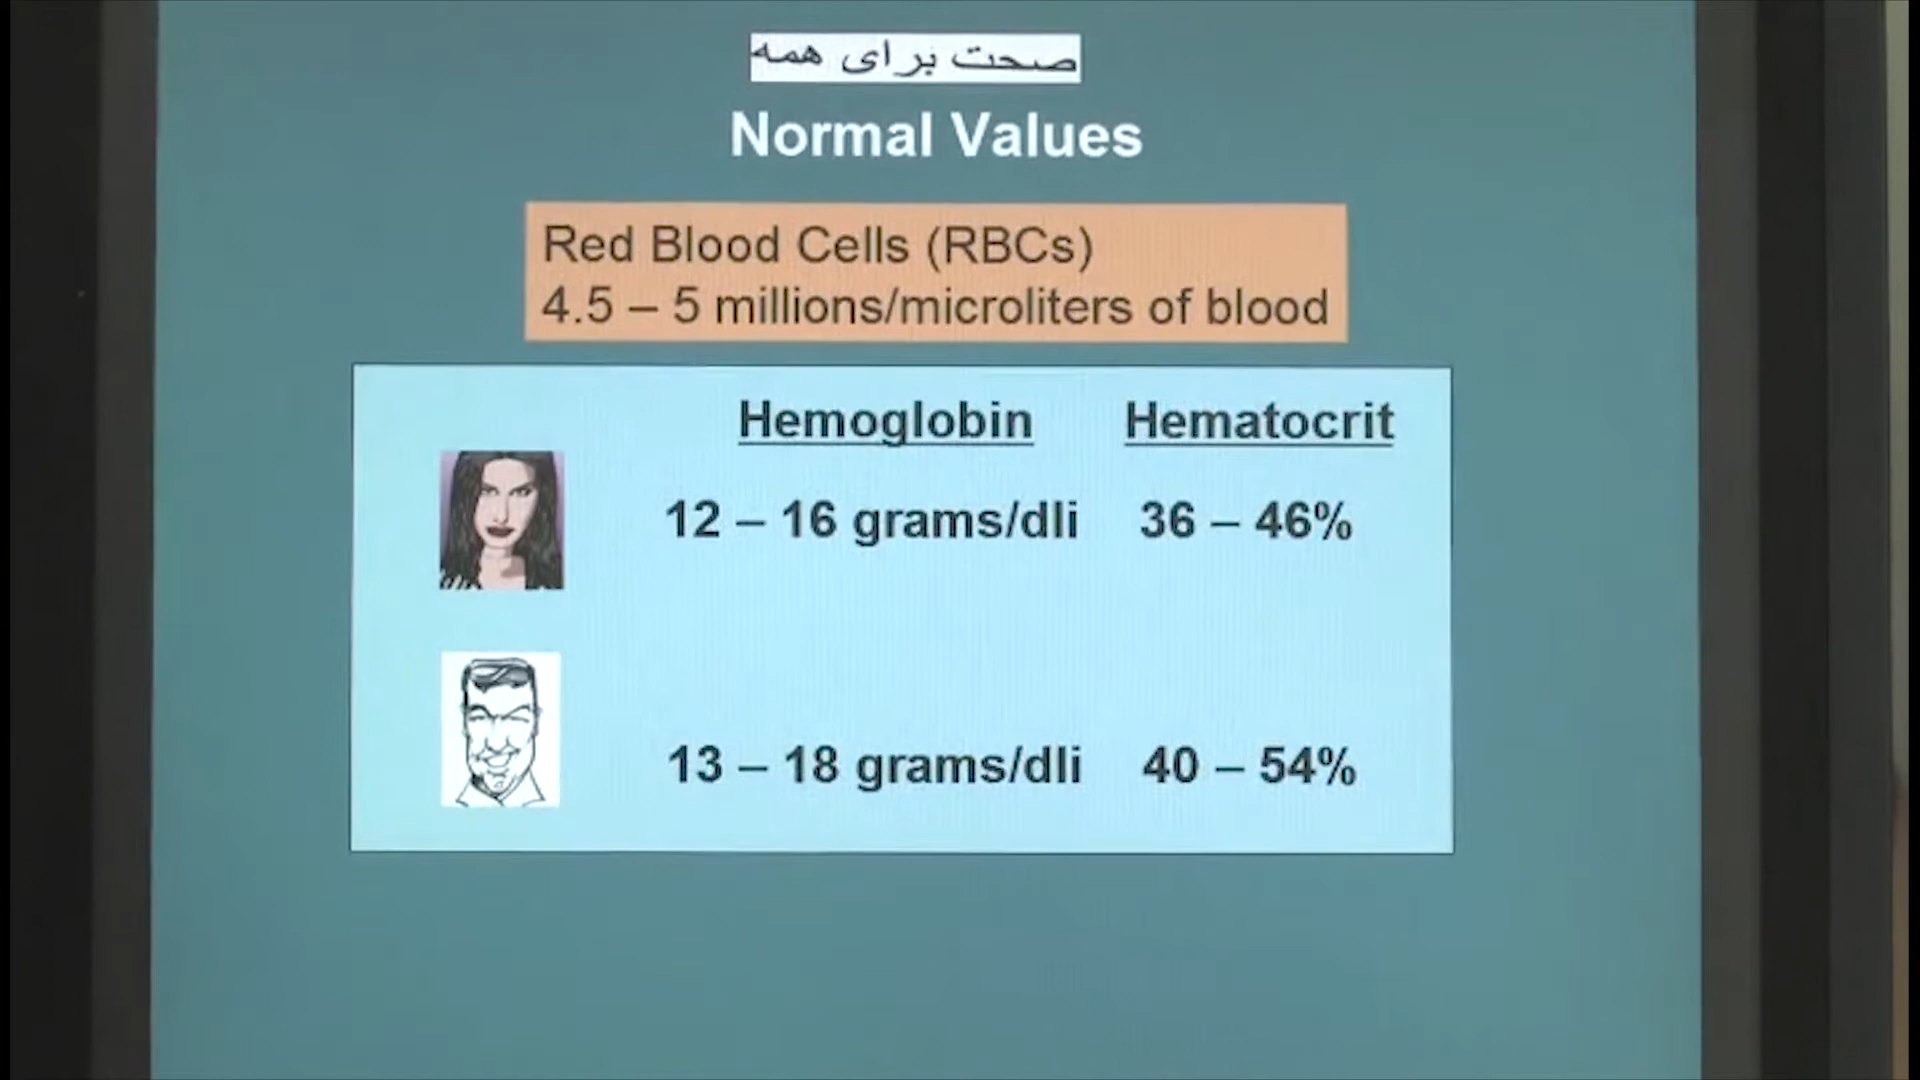 صحت برای همه
Normal Values
Red Blood Cells (RBCs)
4.5 – 5 millions/microliters of blood
Hemoglobin Hematocrit
12 – 16 grams/dli 36 – 46%
13 – 18 grams/dli 40 – 54%